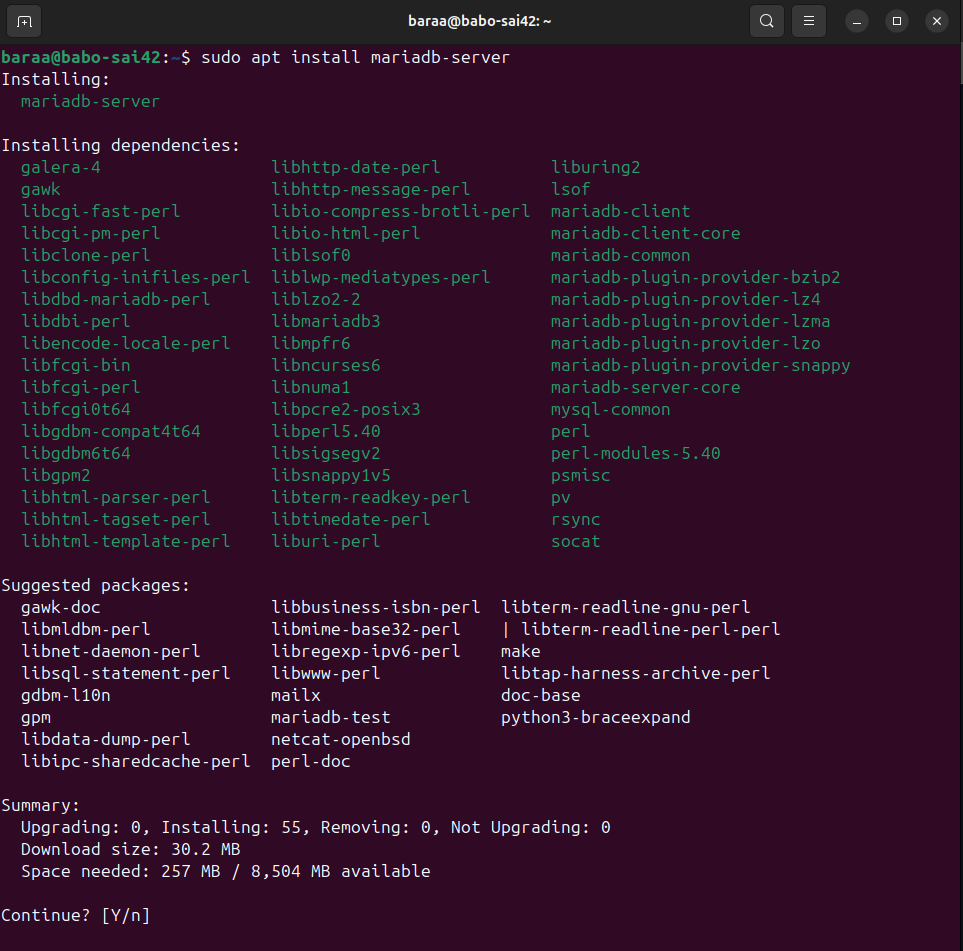 baraa@babo-sai42: ~
baraa@babo-sai42:~$ sudo apt install mariadb-server
Installing:
  mariadb-server

Installing dependencies:
  galera-4                 libhttp-date-perl           liburing2
  gawk                     libhttp-message-perl        lsof
  libcgi-fast-perl         libio-compress-brotli-perl  mariadb-client
  libcgi-pm-perl           libio-html-perl             mariadb-client-core
  libclone-perl            liblsof0                    mariadb-common
  libconfig-inifiles-perl  liblwp-mediatypes-perl      mariadb-plugin-provider-bzip2
  libdbd-mariadb-perl      liblzo2-2                   mariadb-plugin-provider-lz4
  libdbi-perl              libmariadb3                 mariadb-plugin-provider-lzma
  libencode-locale-perl    libmpfr6                    mariadb-plugin-provider-lzo
  libfcgi-bin              libncurses6                 mariadb-plugin-provider-snappy
  libfcgi-perl             libnuma1                    mariadb-server-core
  libfcgi0t64              libpcre2-posix3             mysql-common
  libgdbm-compat4t64       libperl5.40                 perl
  libgdbm6t64              libsigsegv2                 perl-modules-5.40
  libgpm2                  libsnappy1v5                psmisc
  libhtml-parser-perl      libterm-readkey-perl        pv
  libhtml-tagset-perl      libtimedate-perl            rsync
  libhtml-template-perl    liburi-perl                 socat

Suggested packages:
  gawk-doc                 libbusiness-isbn-perl  libterm-readline-gnu-perl
  libmldbm-perl            libmime-base32-perl    | libterm-readline-perl-perl
  libnet-daemon-perl       libregexp-ipv6-perl    make
  libsql-statement-perl    libwww-perl            libtap-harness-archive-perl
  gdbm-l10n                mailx                  doc-base
  gpm                      mariadb-test           python3-braceexpand
  libdata-dump-perl        netcat-openbsd
  libipc-sharedcache-perl  perl-doc

Summary:
  Upgrading: 0, Installing: 55, Removing: 0, Not Upgrading: 0
  Download size: 30.2 MB
  Space needed: 257 MB / 8,504 MB available

Continue? [Y/n]